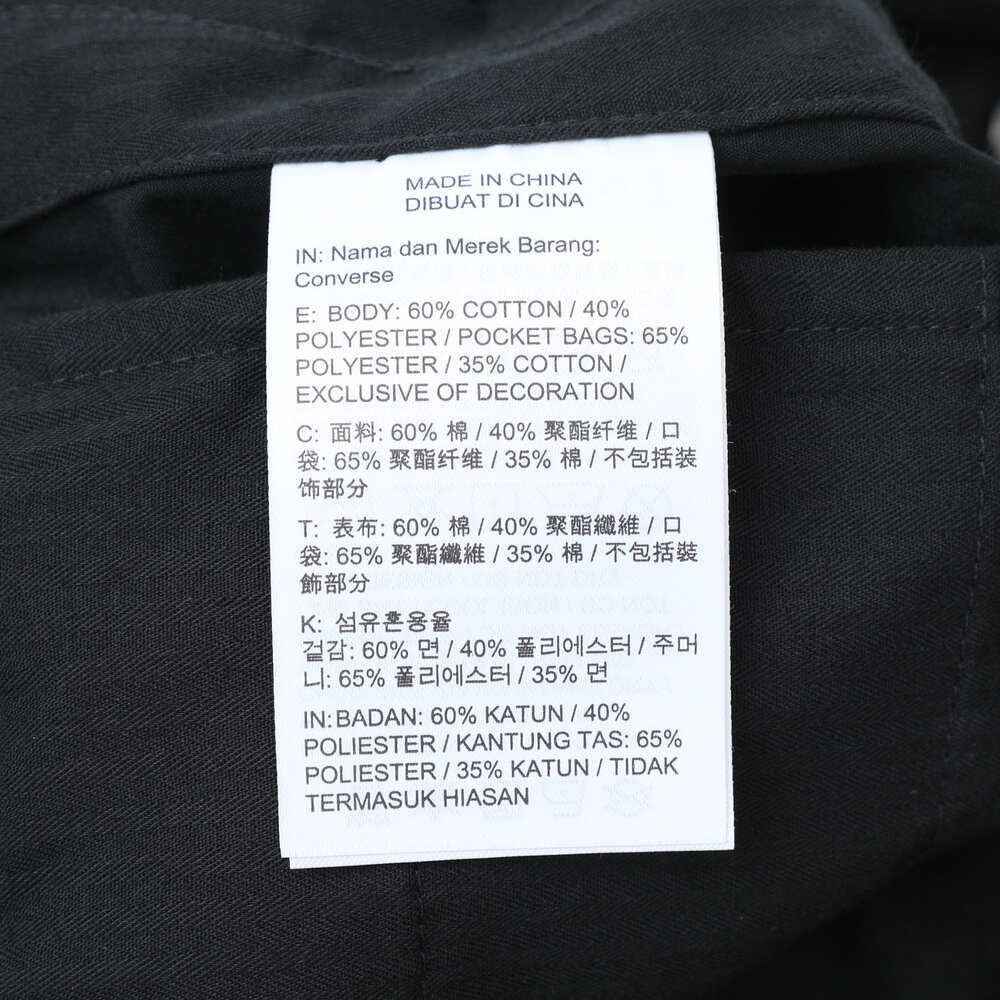 MADE IN CHINA
DIBUAT DI CINA
IN: Nama dan Merek Barang:
Converse
E: BODY: 60% COTTON / 40%
POLYESTER / POCKET BAGS: 65%
POLYESTER / 35% COTTON /
EXCLUSIVE OF DECORATION
C: 面料: 60% 棉 / 40% 聚酯纤维 / 口
袋: 65% 聚酯纤维 / 35% 棉 / 不包括装
饰部分
T: 表布: 60% 棉 / 40% 聚酯纖維 / 口
袋: 65% 聚酯纖維 / 35% 棉 / 不包括裝
飾部分
K: 섬유혼용율
겉감: 60% 면 / 40% 폴리에스터 / 주머
니: 65% 폴리에스터 / 35% 면
IN: BADAN: 60% KATUN / 40%
POLIESTER / KANTUNG TAS: 65%
POLIESTER / 35% KATUN / TIDAK
TERMASUK HIASAN